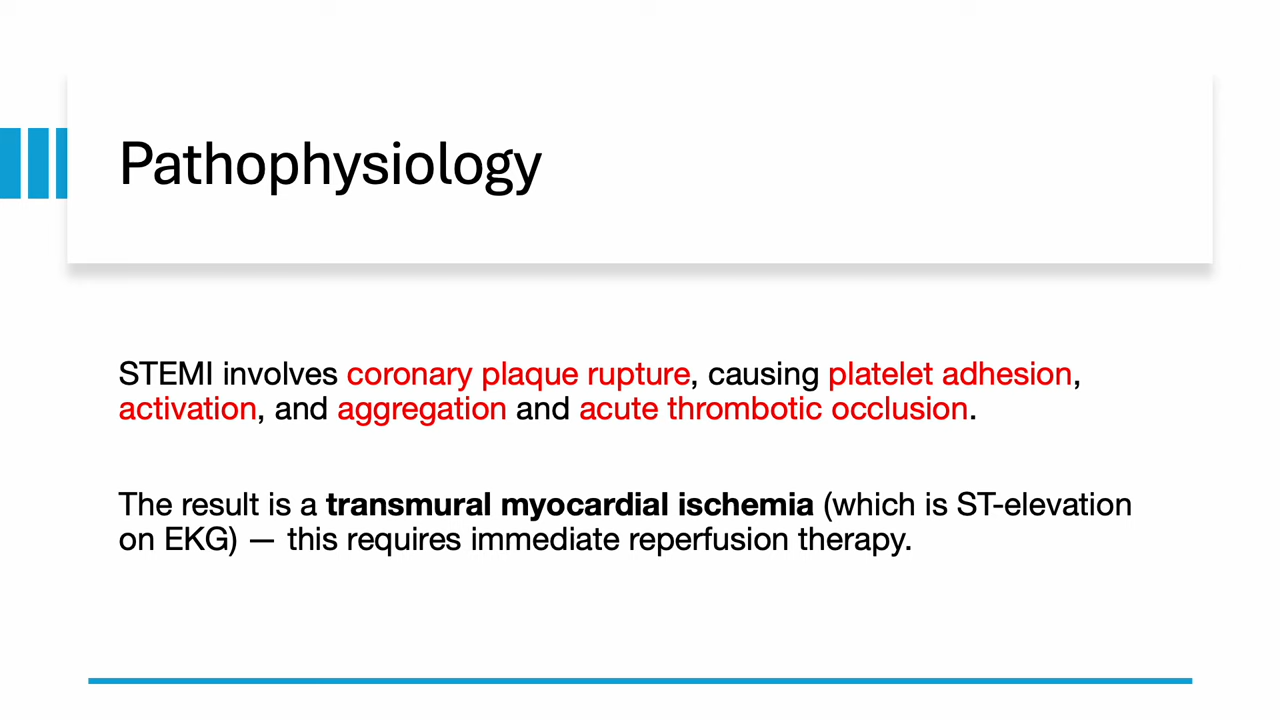 Pathophysiology
STEMI involves coronary plaque rupture, causing platelet adhesion,
activation, and aggregation and acute thrombotic occlusion.
The result is a transmural myocardial ischemia (which is ST-elevation
on EKG) — this requires immediate reperfusion therapy.